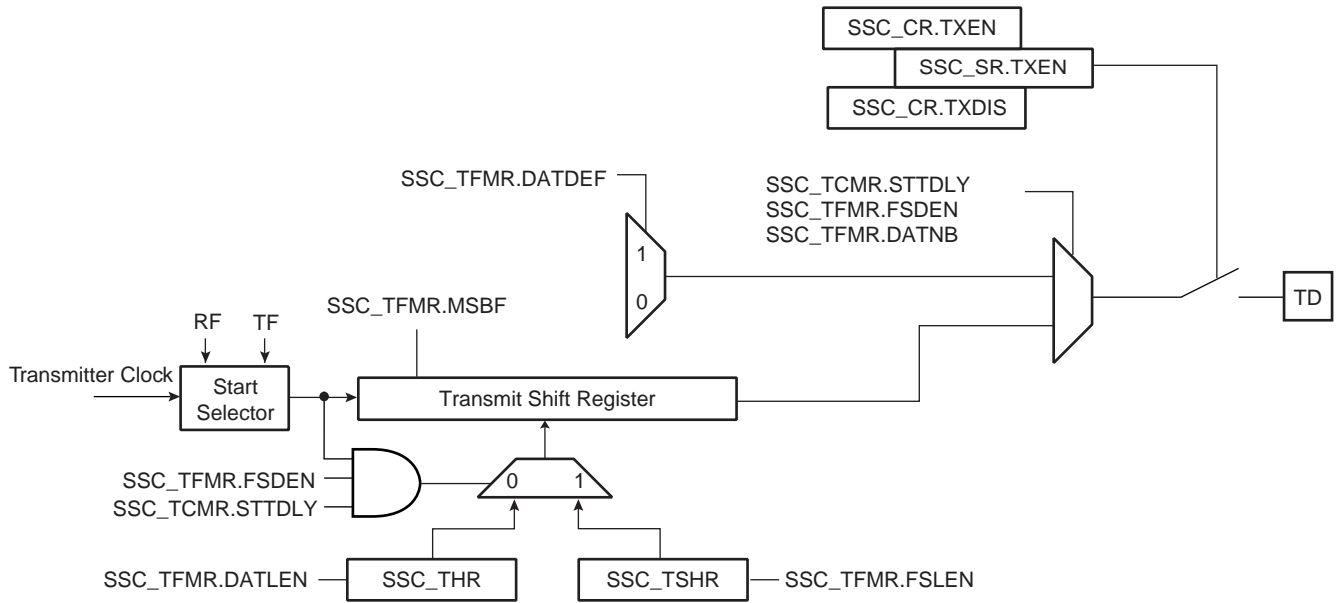 SSC_CR.TXEN
SSC_SR.TXEN
SSC_CR.TXDIS
SSC_TFMR.DATDEF
SSC_TCMR.STTDLY
SSC_TFMR.FSDEN
SSC_TFMR.DATNB
1
0
TD
SSC_TFMR.MSBF
RF
TF
Transmitter Clock
Start
Selector
Transmit Shift Register
SSC_TFMR.FSDEN
SSC_TCMR.STTDLY
0
1
SSC_TFMR.DATLEN
SSC_THR
SSC_TSHR
SSC_TFMR.FSLEN